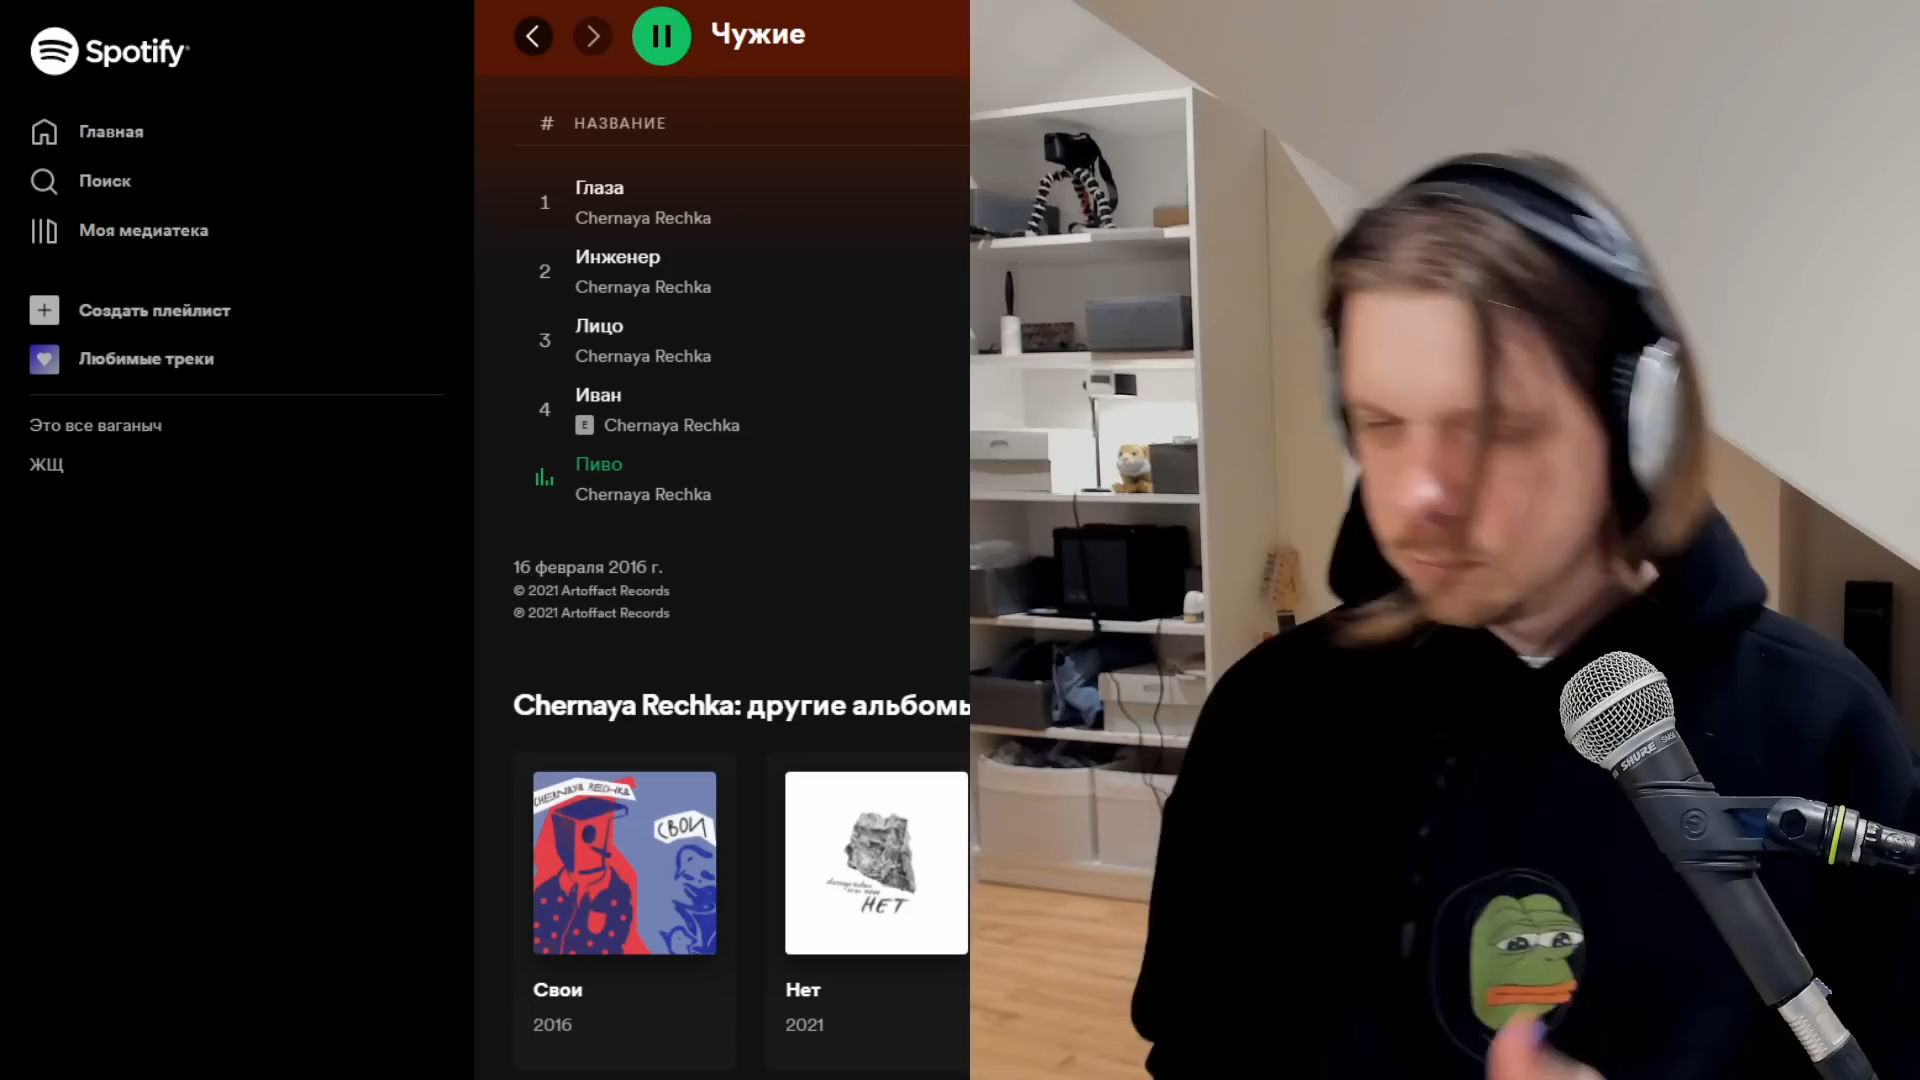 Spotify
Главная
Поиск
Моя медиатека
Создать плейлист
Любимые треки
Это все ваганыч
ЖЩ
Чужие
# НАЗВАНИЕ
1 Глаза
Chernaya Rechka
2 Инженер
Chernaya Rechka
3 Лицо
Chernaya Rechka
4 Иван
E Chernaya Rechka
Пиво
Chernaya Rechka
16 февраля 2016 г.
© 2021 Artoffact Records
℗ 2021 Artoffact Records
Chernaya Rechka: другие альбомы
CHERNAYA RECHKA
СВОИ
НЕТ
Свои
2016
Нет
2021
SHURE